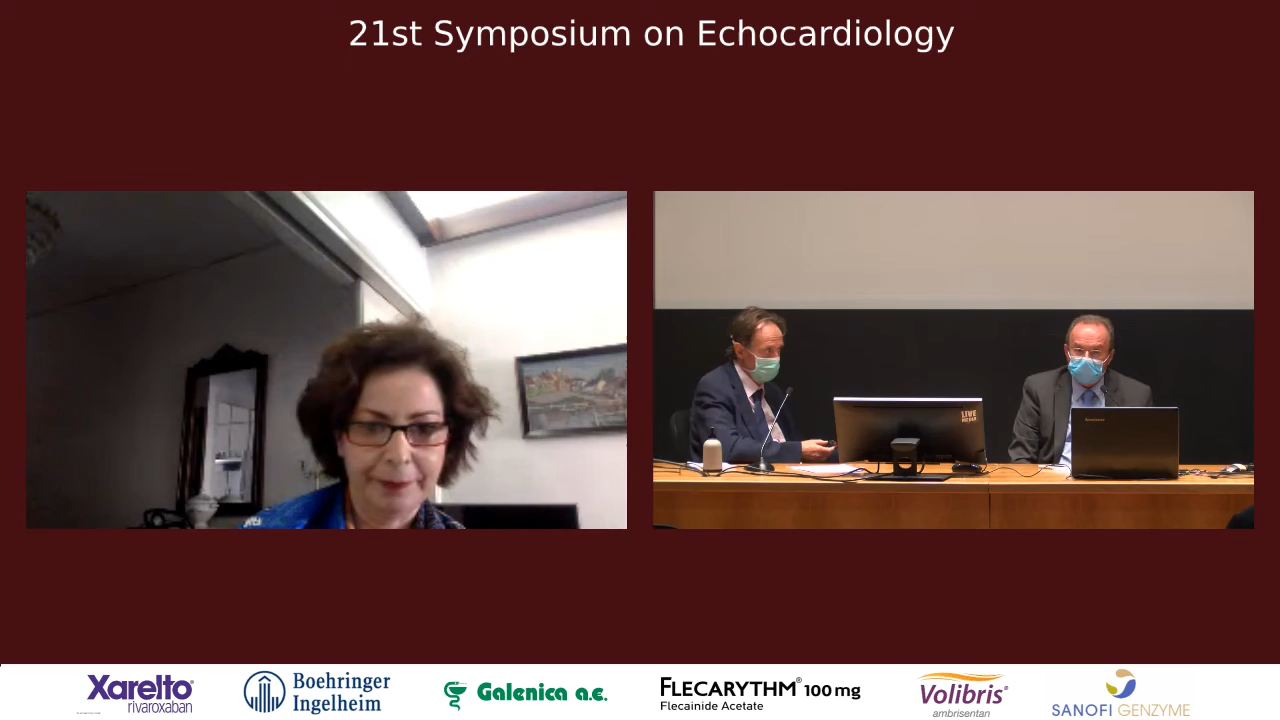 21st Symposium on Echocardiology
LIVE
MEDIA
lenovo
Xarelto®
rivaroxaban
Boehringer
Ingelheim
Galenica a.e.
FLECARYTHM® 100 mg
Flecainide Acetate
Volibris®
ambrisentan
SANOFI GENZYME